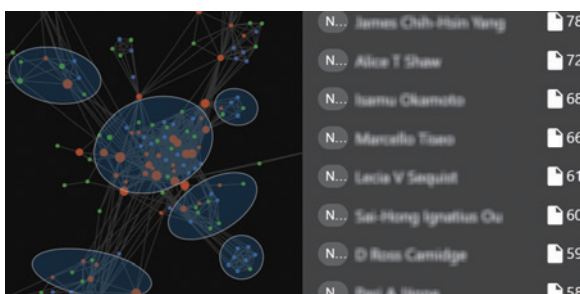 N... James Chih-Hsin Yang 78
N... Alice T Shaw 72
N... Isamu Okamoto 68
N... Marcello Tiseo 66
N... Lecia V Sequist 61
N... Sai-Hong Ignatius Ou 60
N... D Ross Camidge 59
N... 58